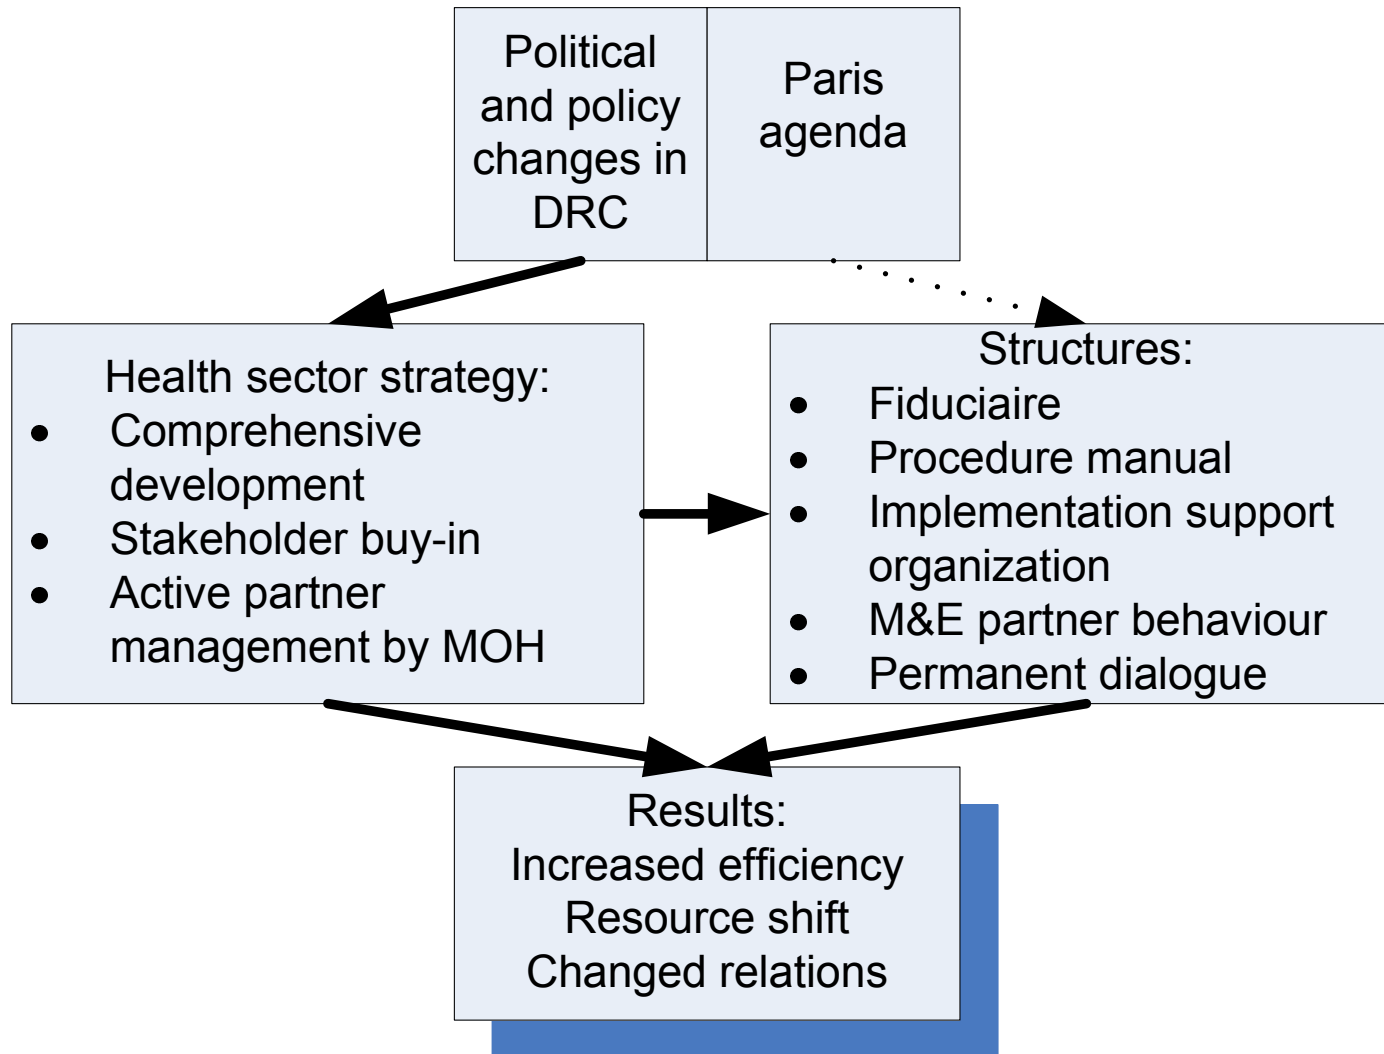 Political
and policy
changes in
DRC
Paris
agenda
Health sector strategy:
• Comprehensive
development
• Stakeholder buy-in
• Active partner
management by MOH
Structures:
• Fiduciaire
• Procedure manual
• Implementation support
organization
• M&E partner behaviour
• Permanent dialogue
Results:
Increased efficiency
Resource shift
Changed relations